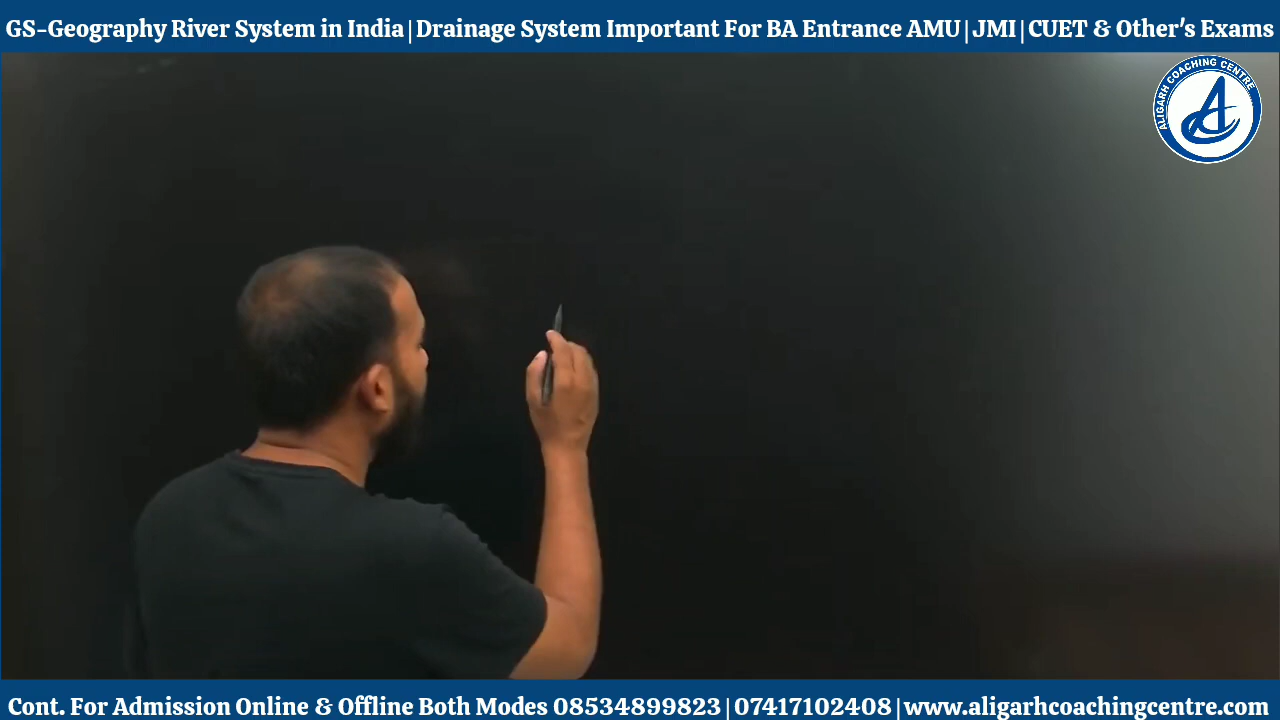 GS-Geography River System in India|Drainage System Important For BA Entrance AMU|JMI|CUET & Other's Exams
ALIGARH COACHING CENTRE
Cont. For Admission Online & Offline Both Modes 08534899823|07417102408|www.aligarhcoachingcentre.com